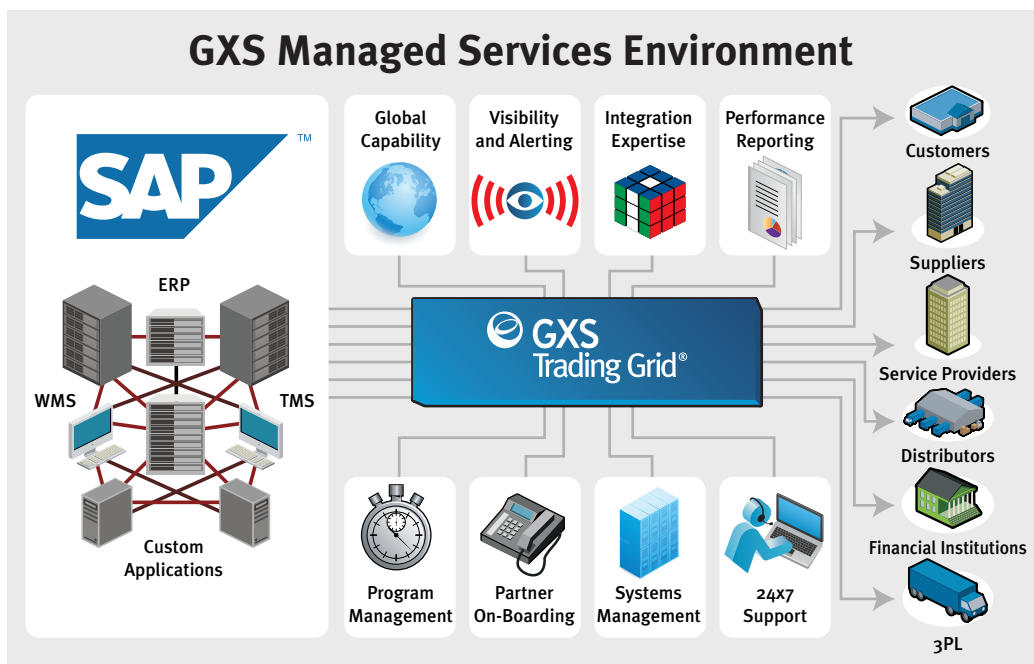 GXS Managed Services Environment
SAP
TM
ERP
WMS
TMS
Custom
Applications
Global
Capability
Visibility
and Alerting
Integration
Expertise
Performance
Reporting
GXS
Trading Grid®
Program
Management
Partner
On-Boarding
Systems
Management
24x7
Support
Customers
Suppliers
Service Providers
Distributors
Financial Institutions
3PL